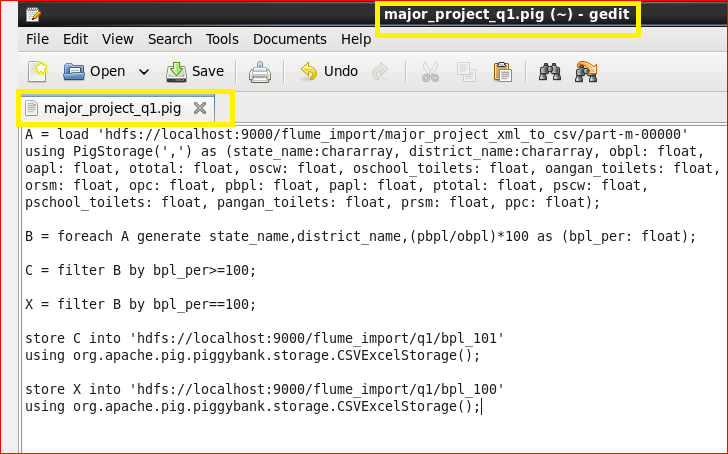 major_project_q1.pig (~) - gedit
File Edit View Search Tools Documents Help
Open Save Undo
major_project_q1.pig
A = load 'hdfs://localhost:9000/flume_import/major_project_xml_to_csv/part-m-00000'
using PigStorage(',') as (state_name:chararray, district_name:chararray, obpl: float,
oapl: float, ototal: float, oscw: float, oschool_toilets: float, oangan_toilets: float,
orsm: float, opc: float, pbpl: float, papl: float, ptotal: float, pscw: float,
pschool_toilets: float, pangan_toilets: float, prsm: float, ppc: float);
B = foreach A generate state_name,district_name,(pbpl/obpl)*100 as (bpl_per: float);
C = filter B by bpl_per>=100;
X = filter B by bpl_per==100;
store C into 'hdfs://localhost:9000/flume_import/q1/bpl_101'
using org.apache.pig.piggybank.storage.CSVExcelStorage();
store X into 'hdfs://localhost:9000/flume_import/q1/bpl_100'
using org.apache.pig.piggybank.storage.CSVExcelStorage();